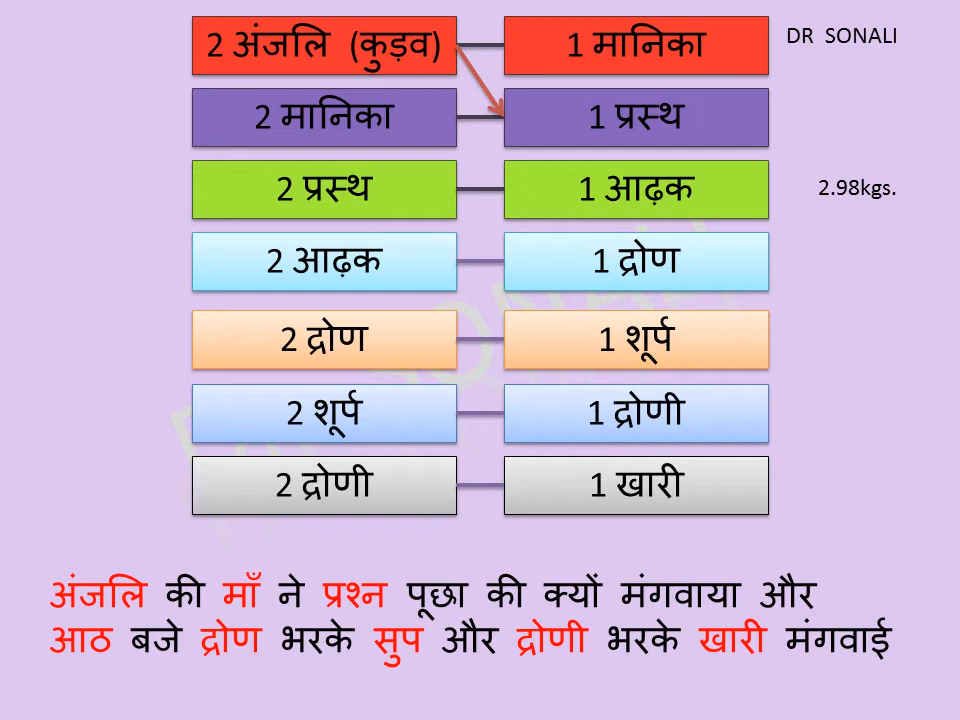 2 अंजलि (कुड़व) 1 मानिका DR SONALI
2 मानिका 1 प्रस्थ
2 प्रस्थ 1 आढ़क 2.98kgs.
2 आढ़क 1 द्रोण
2 द्रोण 1 शूर्प
2 शूर्प 1 द्रोणी
2 द्रोणी 1 खारी
अंजलि की माँ ने प्रश्न पूछा की क्यों मंगवाया और
आठ बजे द्रोण भरके सुप और द्रोणी भरके खारी मंगवाई